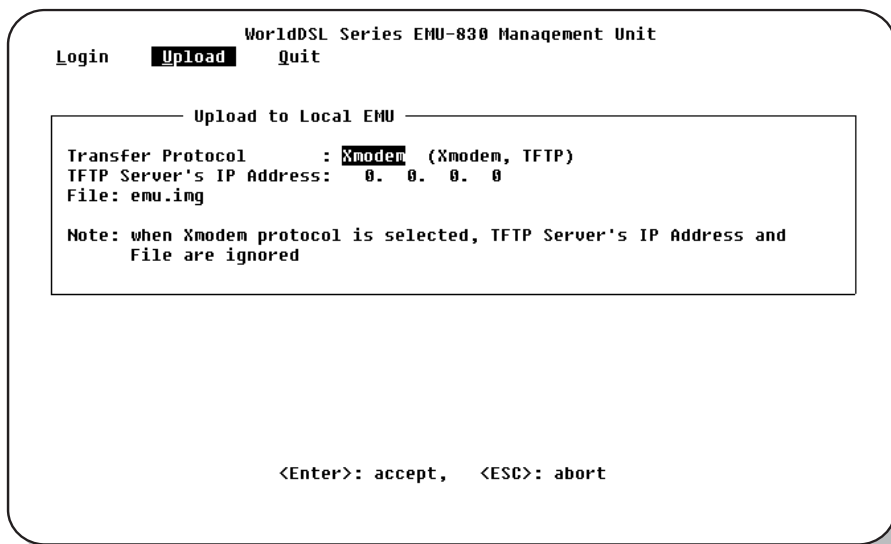 WorldDSL Series EMU-830 Manaqement Unit
Login Upload Quit
Upload to Local EMU
Transfer Protocol : Xmodem (Xmodem, TFTP)
TFTP Server's IP Address: 0. 0. 0. 0
File: emu.img
Note: when Xmodem protocol is selected, TFTP Server's IP Address and
File are ignored
<Enter>: accept, <ESC>: abort